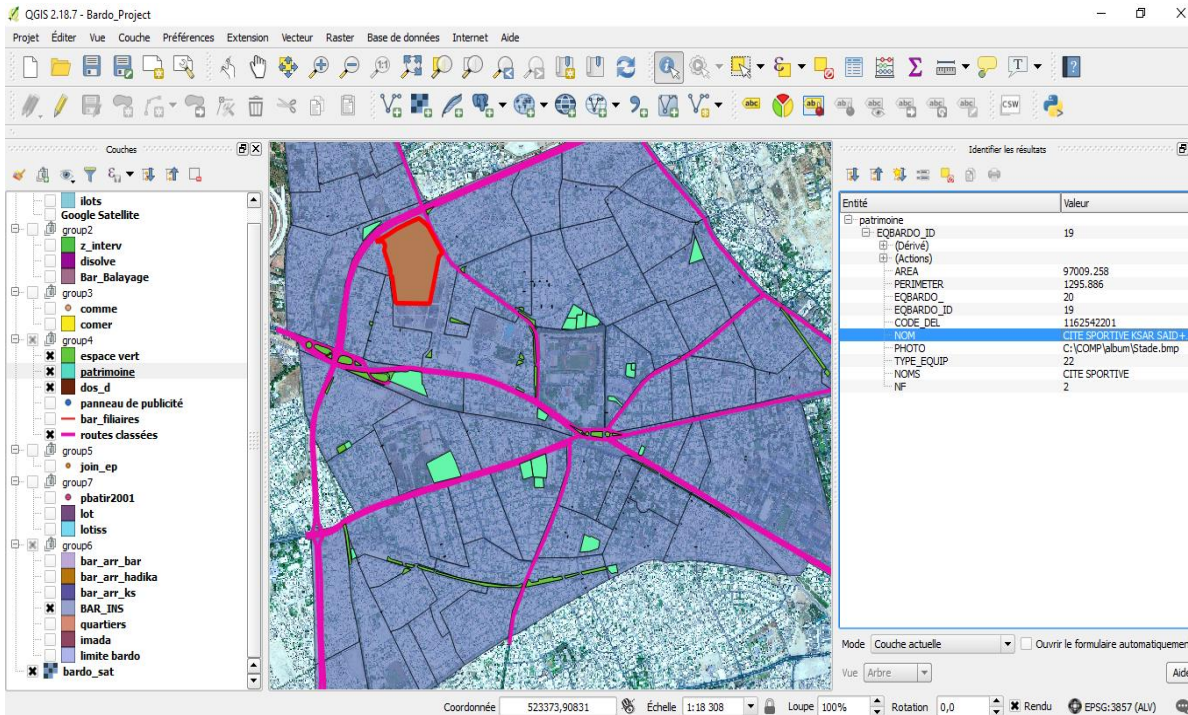 QGIS 2.18.7 - Bardo_Project
Projet Éditer Vue Couche Préférences Extension Vecteur Raster Base de données Internet Aide
Couches
ilots
Google Satellite
group2
z_interv
disolve
Bar_Balayage
group3
comme
comer
group4
espace vert
patrimoine
dos_d
panneau de publicité
bar_filiaires
routes classées
group5
join_ep
group7
pbatir2001
lot
lotiss
group6
bar_arr_bar
bar_arr_hadika
bar_arr_ks
BAR_INS
quartiers
imada
limite bardo
bardo_sat
Identifier les résultats
Entité Valeur
patrimoine
EQBARDO_ID 19
(Dérivé)
(Actions)
AREA 97009.258
PERIMETER 1295.886
EQBARDO_ 20
EQBARDO_ID 19
CODE_DEL 1162542201
NOM CITE SPORTIVE KSAR SAID+
PHOTO C:\COMP\album\Stade.bmp
TYPE_EQUIP 22
NOMS CITE SPORTIVE
NF 2
Mode Couche actuelle Ouvrir le formulaire automatiquement
Vue Arbre Aide
Coordonnée 523373,90831 Échelle 1:18 308 Loupe 100% Rotation 0,0 Rendu EPSG:3857 (ALV)